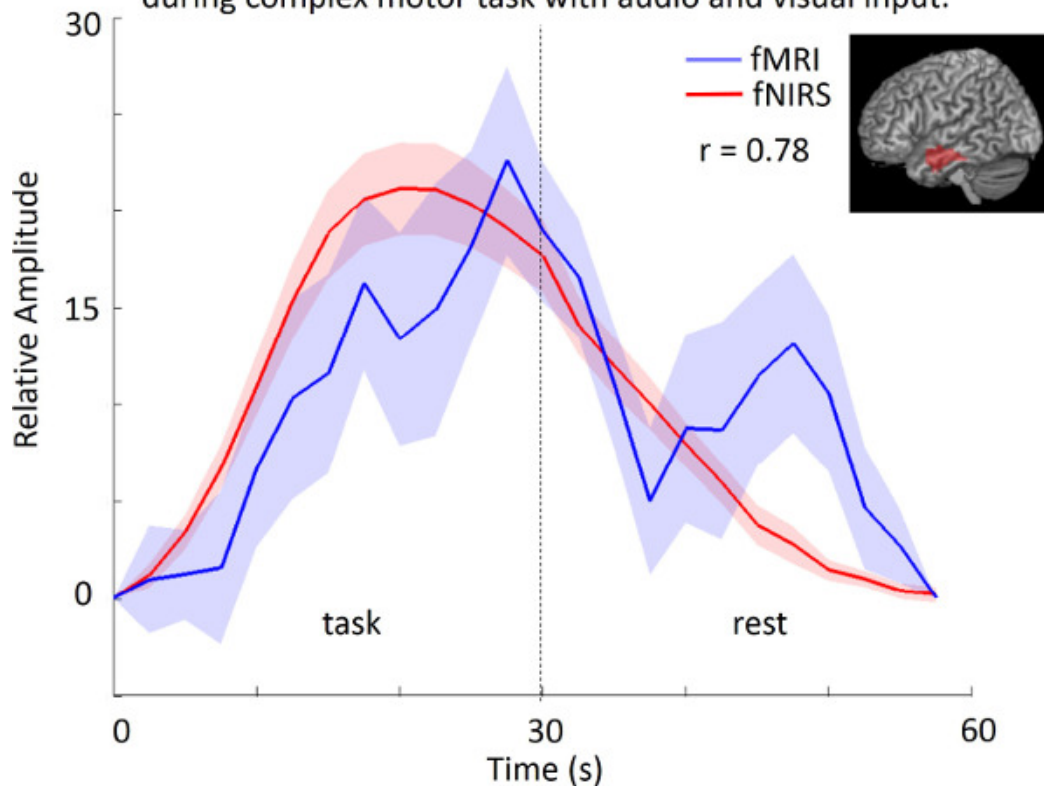 during complex motor task with audio and visual input.
30
fMRI
fNIRS
r = 0.78
15
Relative Amplitude
0
task
rest
0
30
60
Time (s)